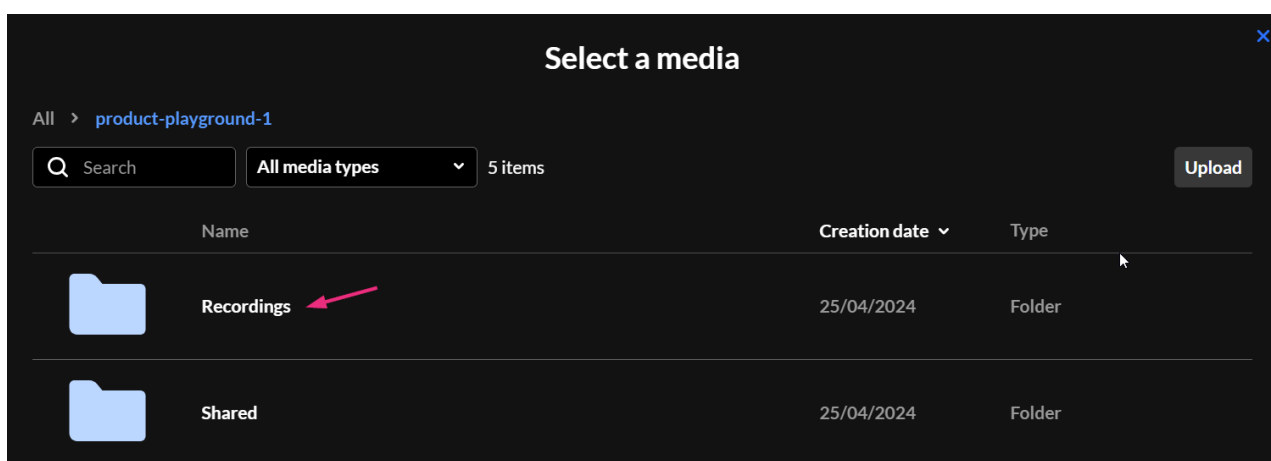 Select a media
All > product-playground-1
Search All media types 5 items Upload
Name Creation date Type
Recordings 25/04/2024 Folder
Shared 25/04/2024 Folder